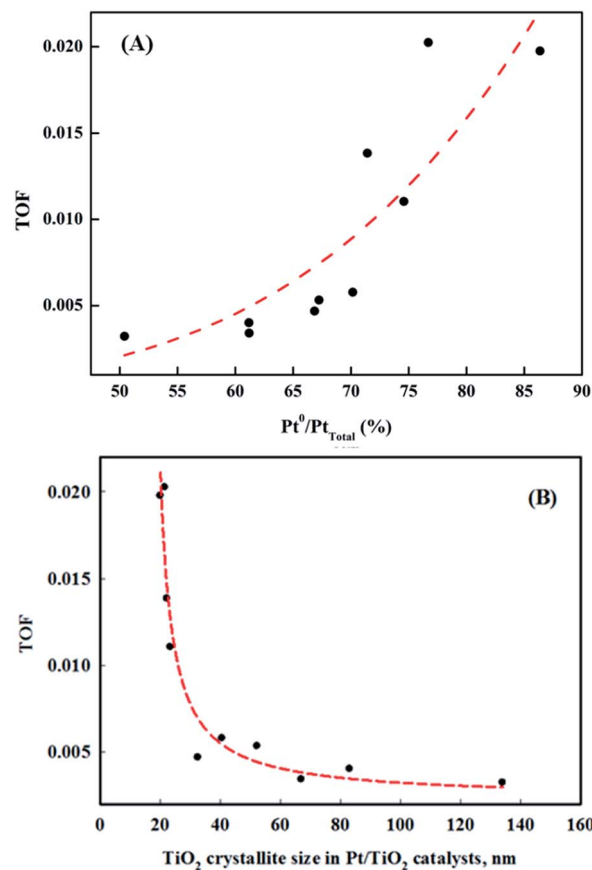 (A)
0.020
0.015
0.010
0.005
TOF
50 55 60 65 70 75 80 85 90
Pt⁰/Pt_Total (%)
(B)
0.020
0.015
0.010
0.005
TOF
0 20 40 60 80 100 120 140 160
TiO₂ crystallite size in Pt/TiO₂ catalysts, nm